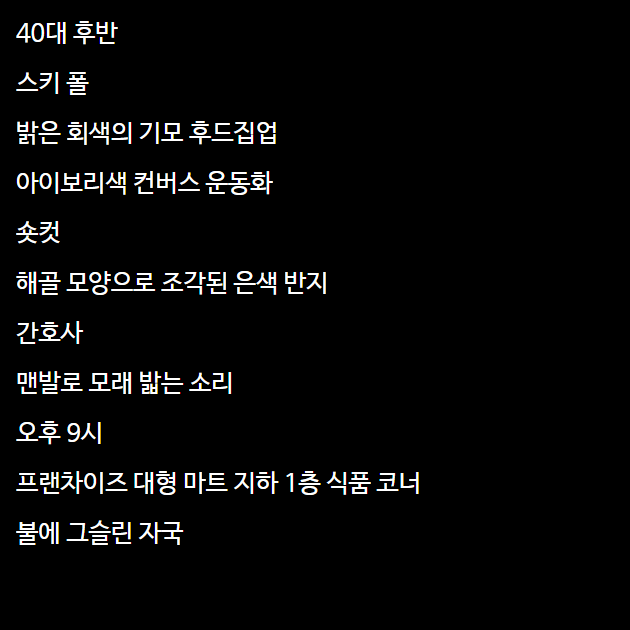 40대 후반
스키 폴
밝은 회색의 기모 후드집업
아이보리색 컨버스 운동화
숏컷
해골 모양으로 조각된 은색 반지
간호사
맨발로 모래 밟는 소리
오후 9시
프랜차이즈 대형 마트 지하 1층 식품 코너
불에 그슬린 자국